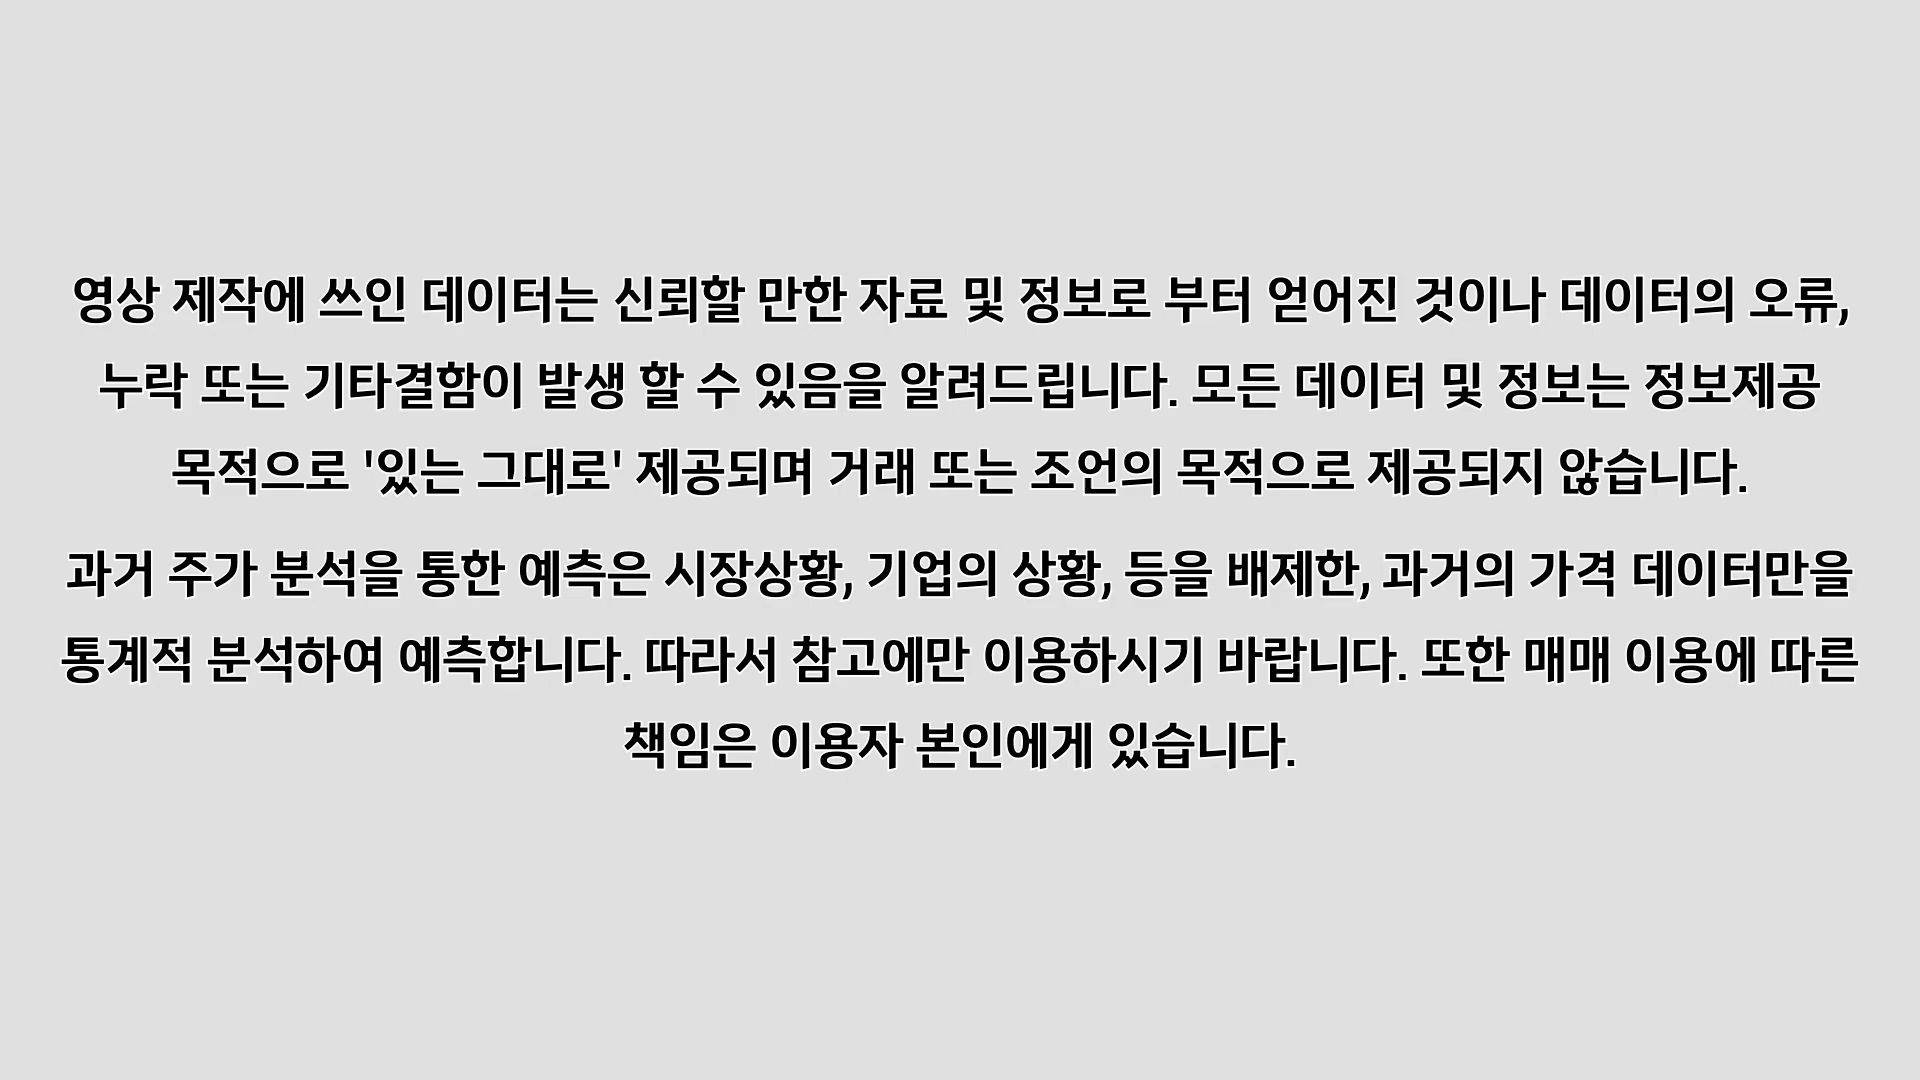 영상 제작에 쓰인 데이터는 신뢰할 만한 자료 및 정보로 부터 얻어진 것이나 데이터의 오류,
누락 또는 기타결함이 발생 할 수 있음을 알려드립니다. 모든 데이터 및 정보는 정보제공
목적으로 '있는 그대로' 제공되며 거래 또는 조언의 목적으로 제공되지 않습니다.
과거 주가 분석을 통한 예측은 시장상황, 기업의 상황, 등을 배제한, 과거의 가격 데이터만을
통계적 분석하여 예측합니다. 따라서 참고에만 이용하시기 바랍니다. 또한 매매 이용에 따른
책임은 이용자 본인에게 있습니다.